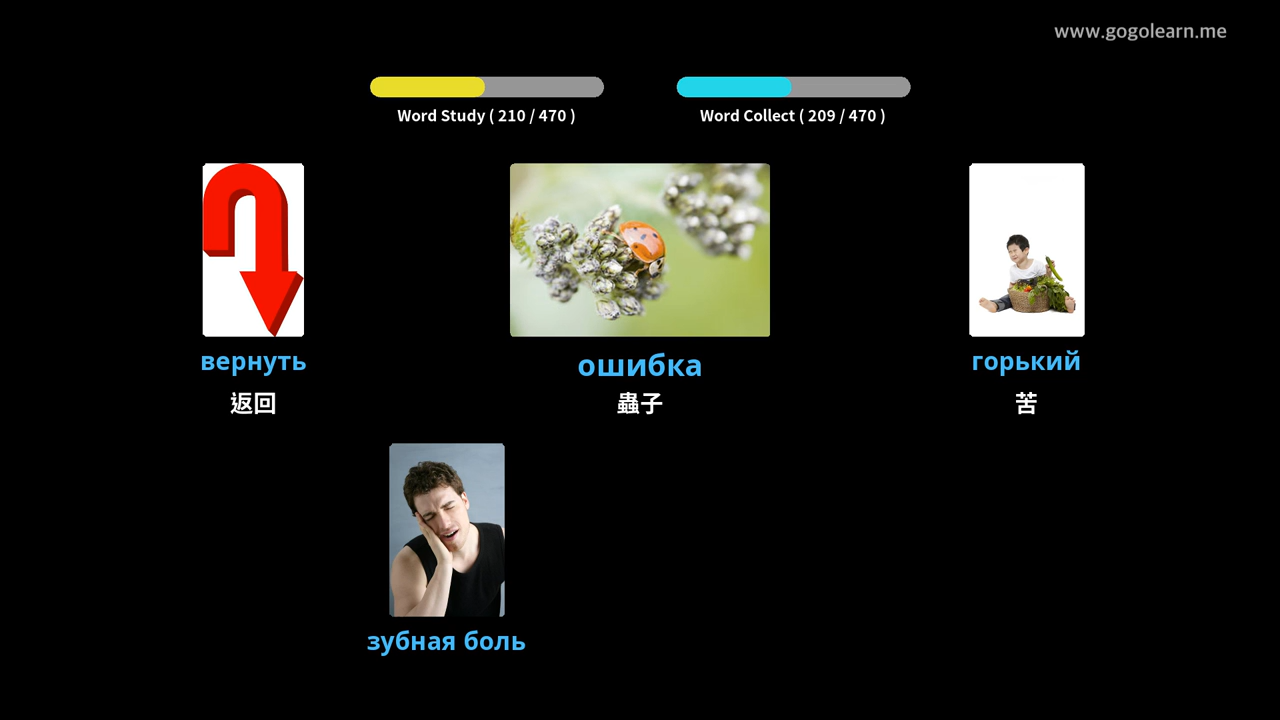 www.gogolearn.me
Word Study ( 210 / 470 )
Word Collect ( 209 / 470 )
вернуть
返回
ошибка
蟲子
горький
苦
зубная боль